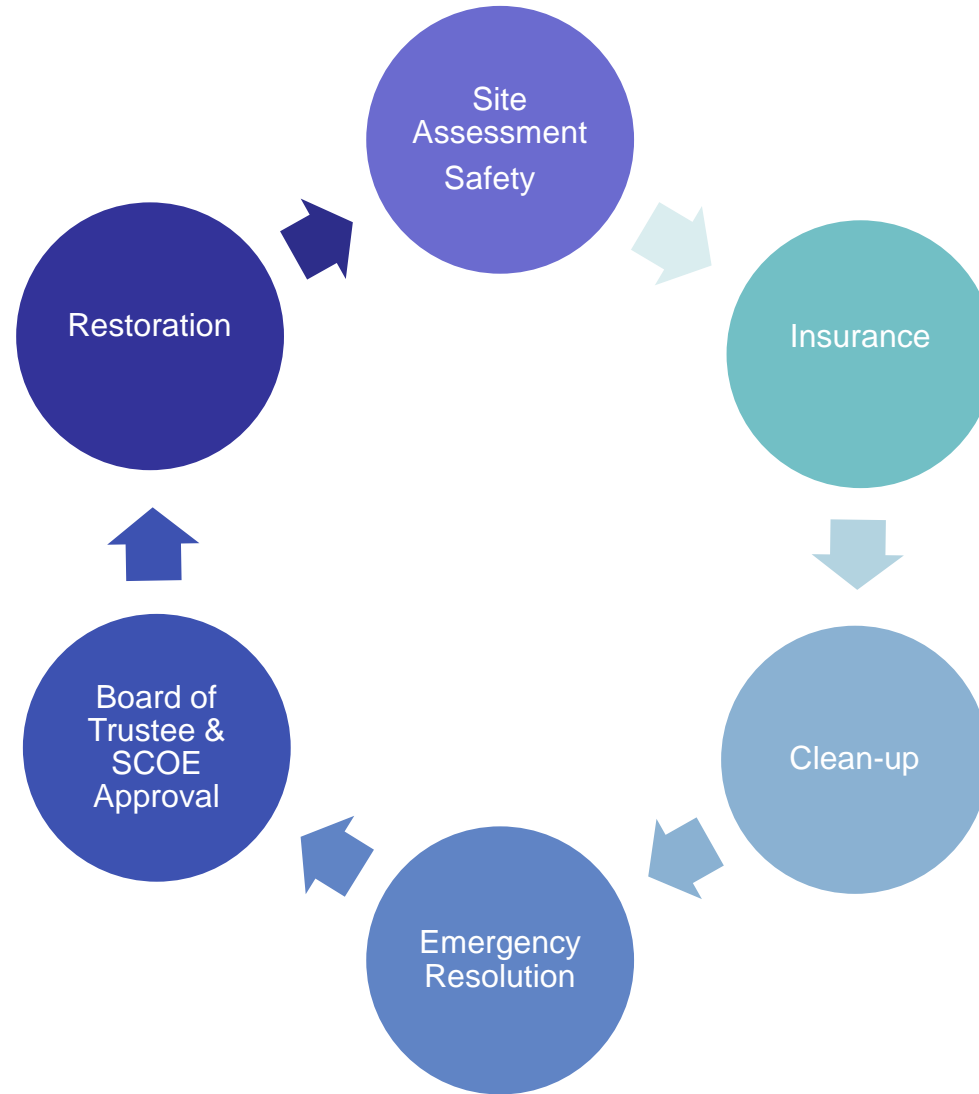 Site
Assessment
Safety
Insurance
Clean-up
Emergency
Resolution
Board of
Trustee &
SCOE
Approval
Restoration